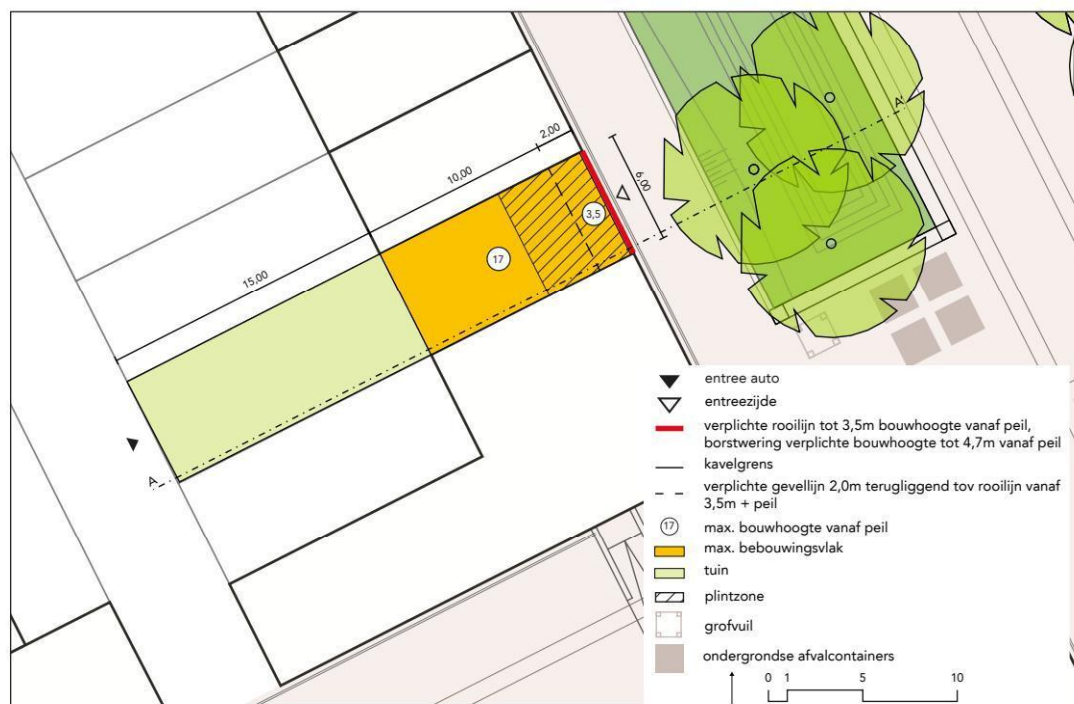 A'
2,00
10,00
6,00
3,5
17
15,00
A
entree auto
entreezijde
verplichte rooilijn tot 3,5m bouwhoogte vanaf peil,
borstwering verplichte bouwhoogte tot 4,7m vanaf peil
kavelgrens
verplichte gevellijn 2,0m terugliggend tov rooilijn vanaf
3,5m + peil
17 max. bouwhoogte vanaf peil
max. bebouwingsvlak
tuin
plintzone
grofvuil
ondergrondse afvalcontainers
0 1 5 10